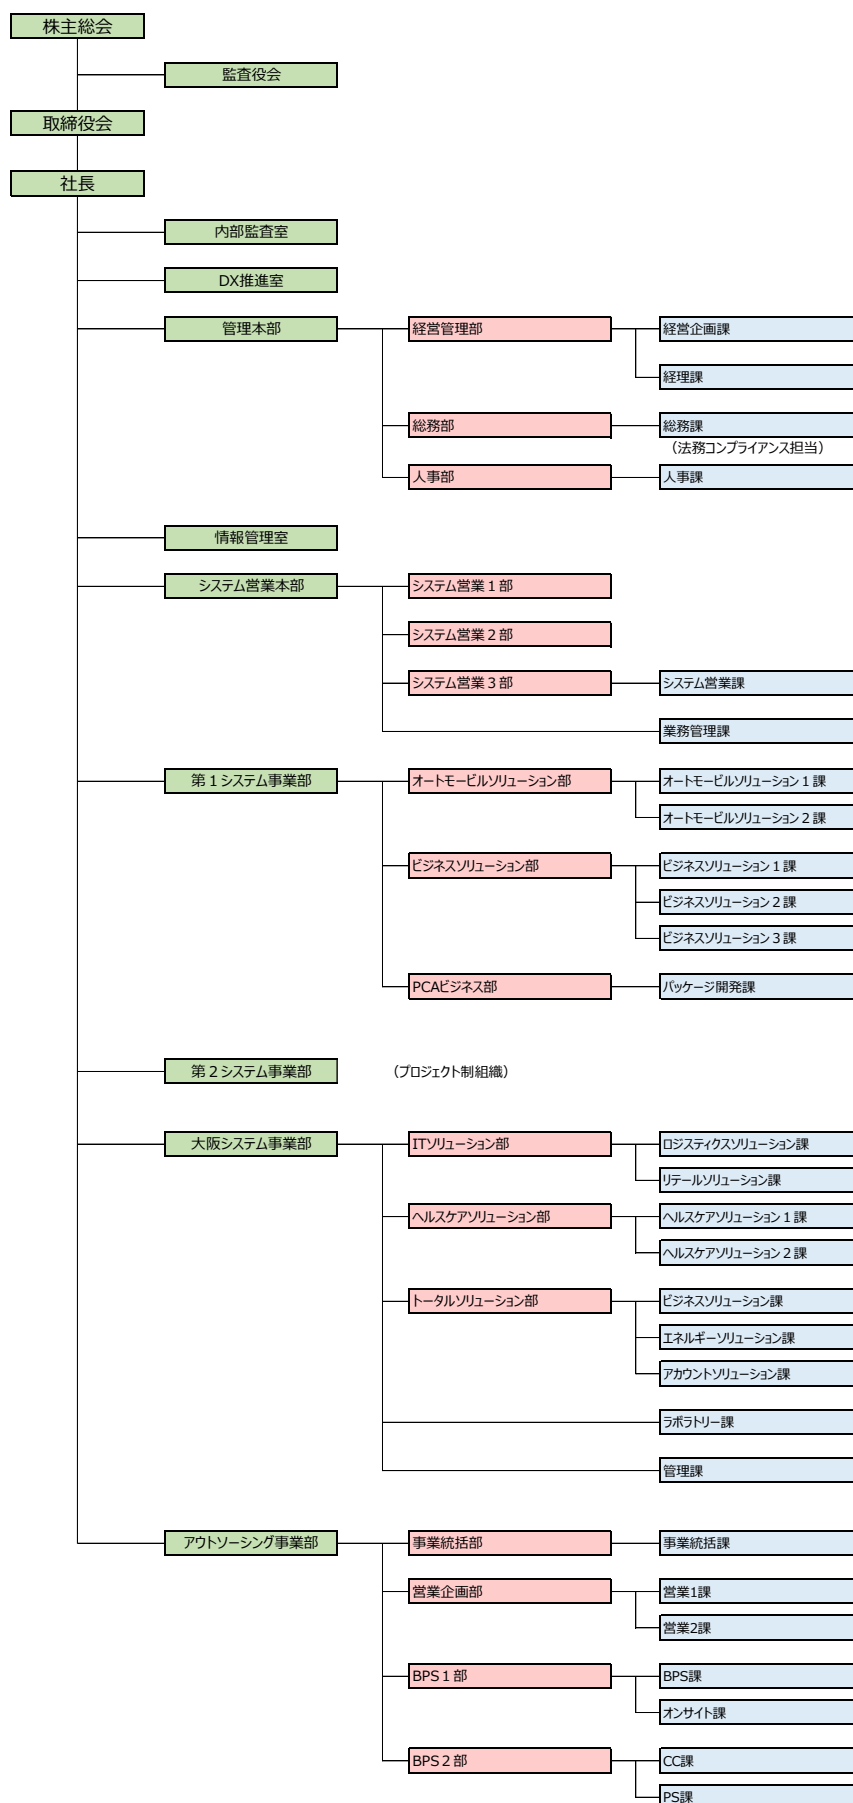 株主総会
監査役会
取締役会
社長
内部監査室
DX推進室
管理本部 経営管理部 経営企画課
経理課
総務部 総務課
（法務コンプライアンス担当）
人事部 人事課
情報管理室
システム営業本部 システム営業１部
システム営業２部
システム営業３部 システム営業課
業務管理課
第１システム事業部 オートモービルソリューション部 オートモービルソリューション１課
オートモービルソリューション２課
ビジネスソリューション部 ビジネスソリューション１課
ビジネスソリューション２課
ビジネスソリューション３課
PCAビジネス部 パッケージ開発課
第２システム事業部 （プロジェクト制組織）
大阪システム事業部 ITソリューション部 ロジスティクスソリューション課
リテールソリューション課
ヘルスケアソリューション部 ヘルスケアソリューション１課
ヘルスケアソリューション２課
トータルソリューション部 ビジネスソリューション課
エネルギーソリューション課
アカウントソリューション課
ラボラトリー課
管理課
アウトソーシング事業部 事業統括部 事業統括課
営業企画部 営業1課
営業2課
BPS１部 BPS課
オンサイト課
BPS２部 CC課
PS課